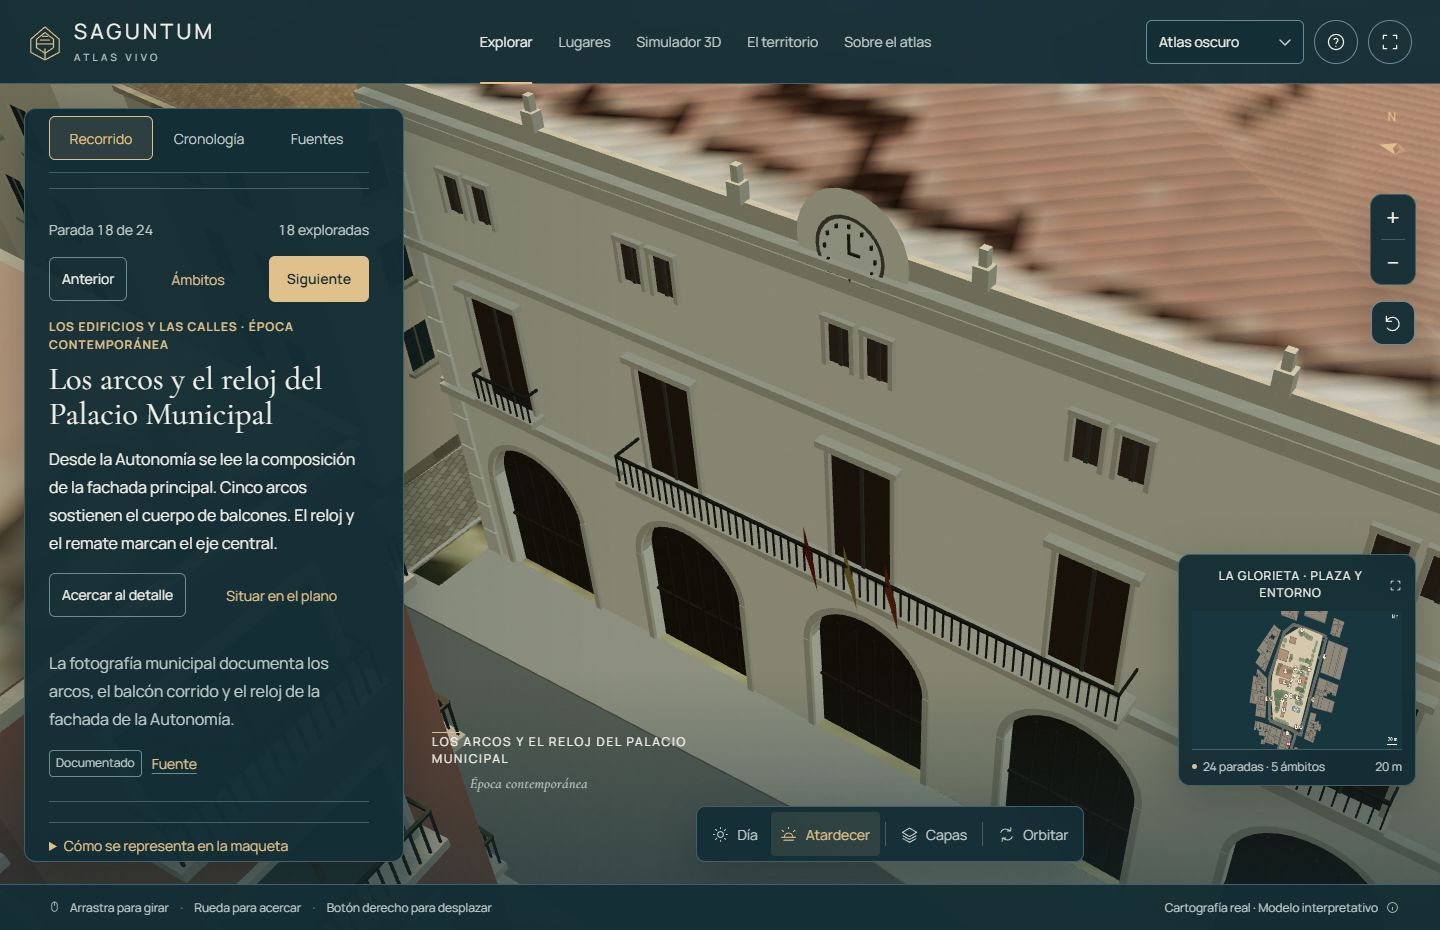 SAGUNTUM
ATLAS VIVO
Explorar
Lugares
Simulador 3D
El territorio
Sobre el atlas
Atlas oscuro
Recorrido
Cronología
Fuentes
Parada 18 de 24
18 exploradas
Anterior
Ámbitos
Siguiente
LOS EDIFICIOS Y LAS CALLES · ÉPOCA
CONTEMPORÁNEA
Los arcos y el reloj del
Palacio Municipal
Desde la Autonomía se lee la composición
de la fachada principal. Cinco arcos
sostienen el cuerpo de balcones. El reloj y
el remate marcan el eje central.
Acercar al detalle
Situar en el plano
La fotografía municipal documenta los
arcos, el balcón corrido y el reloj de la
fachada de la Autonomía.
Documentado
Fuente
Cómo se representa en la maqueta
LOS ARCOS Y EL RELOJ DEL PALACIO
MUNICIPAL
Época contemporánea
N
+
−
LA GLORIETA · PLAZA Y
ENTORNO
24 paradas · 5 ámbitos
20 m
Día
Atardecer
Capas
Orbitar
Arrastra para girar · Rueda para acercar · Botón derecho para desplazar
Cartografía real · Modelo interpretativo